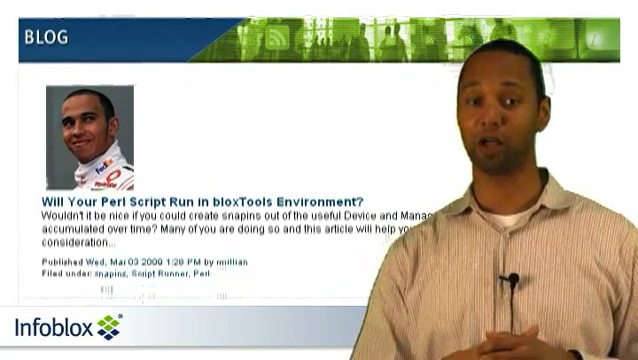 BLOG
FedEx
Will Your Perl Script Run in bloxTools Environment?
Wouldn't it be nice if you could create snapins out of the useful Device and Manag
accumulated over time? Many of you are doing so and this article will help yo
consideration...
Published Wed, Mar 03 2009 1:28 PM by
Filed under: snapins, Script Runner, Perl
Infoblox